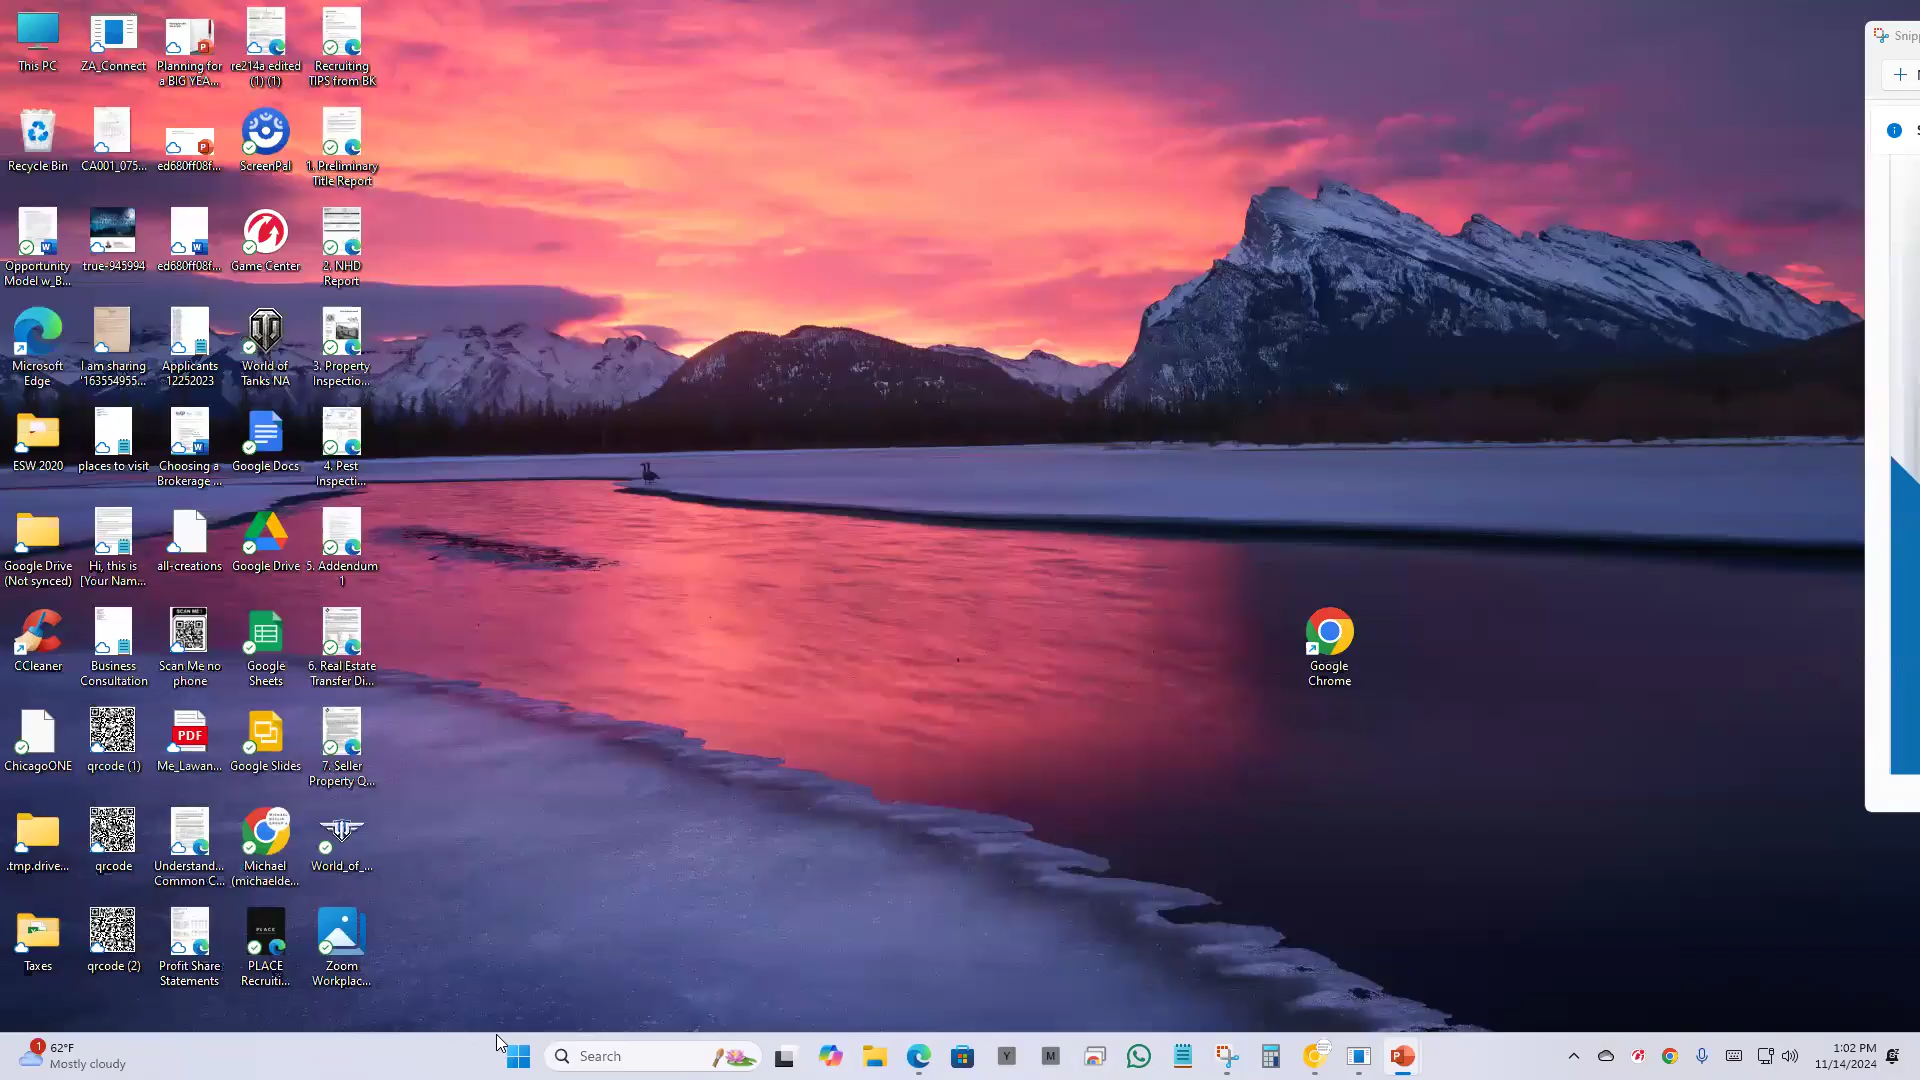 This PC
ZA_Connect
Planning for
a BIG YEA...
re214a edited
(1) (1)
Recruiting
TIPS from BK
Recycle Bin
CA001_075...
ed680ff08f...
ScreenPal
1. Preliminary
Title Report
Opportunity
Model w_B...
true-945994
ed680ff08f...
Game Center
2. NHD
Report
Microsoft
Edge
I am sharing
'163554955...
Applicants
12252023
World of
Tanks NA
3. Property
Inspectio...
ESW 2020
places to visit
Choosing a
Brokerage ...
Google Docs
4. Pest
Inspecti...
Google Drive
(Not synced)
Hi, this is
[Your Nam...
all-creations
Google Drive
5. Addendum
1
CCleaner
Business
Consultation
SCAN ME!
Scan Me no
phone
Google
Sheets
6. Real Estate
Transfer Di...
Google
Chrome
ChicagoONE
qrcode (1)
PDF
Me_Lawan...
Google Slides
7. Seller
Property Q...
.tmp.drive...
qrcode
Understand...
Common C...
Michael
(michaelde...
World_of_...
Taxes
qrcode (2)
Profit Share
Statements
PLACE
PLACE
Recruiti...
Zoom
Workplac...
Snipp
1
62°F
Mostly cloudy
Search
Y
M
1:02 PM
11/14/2024